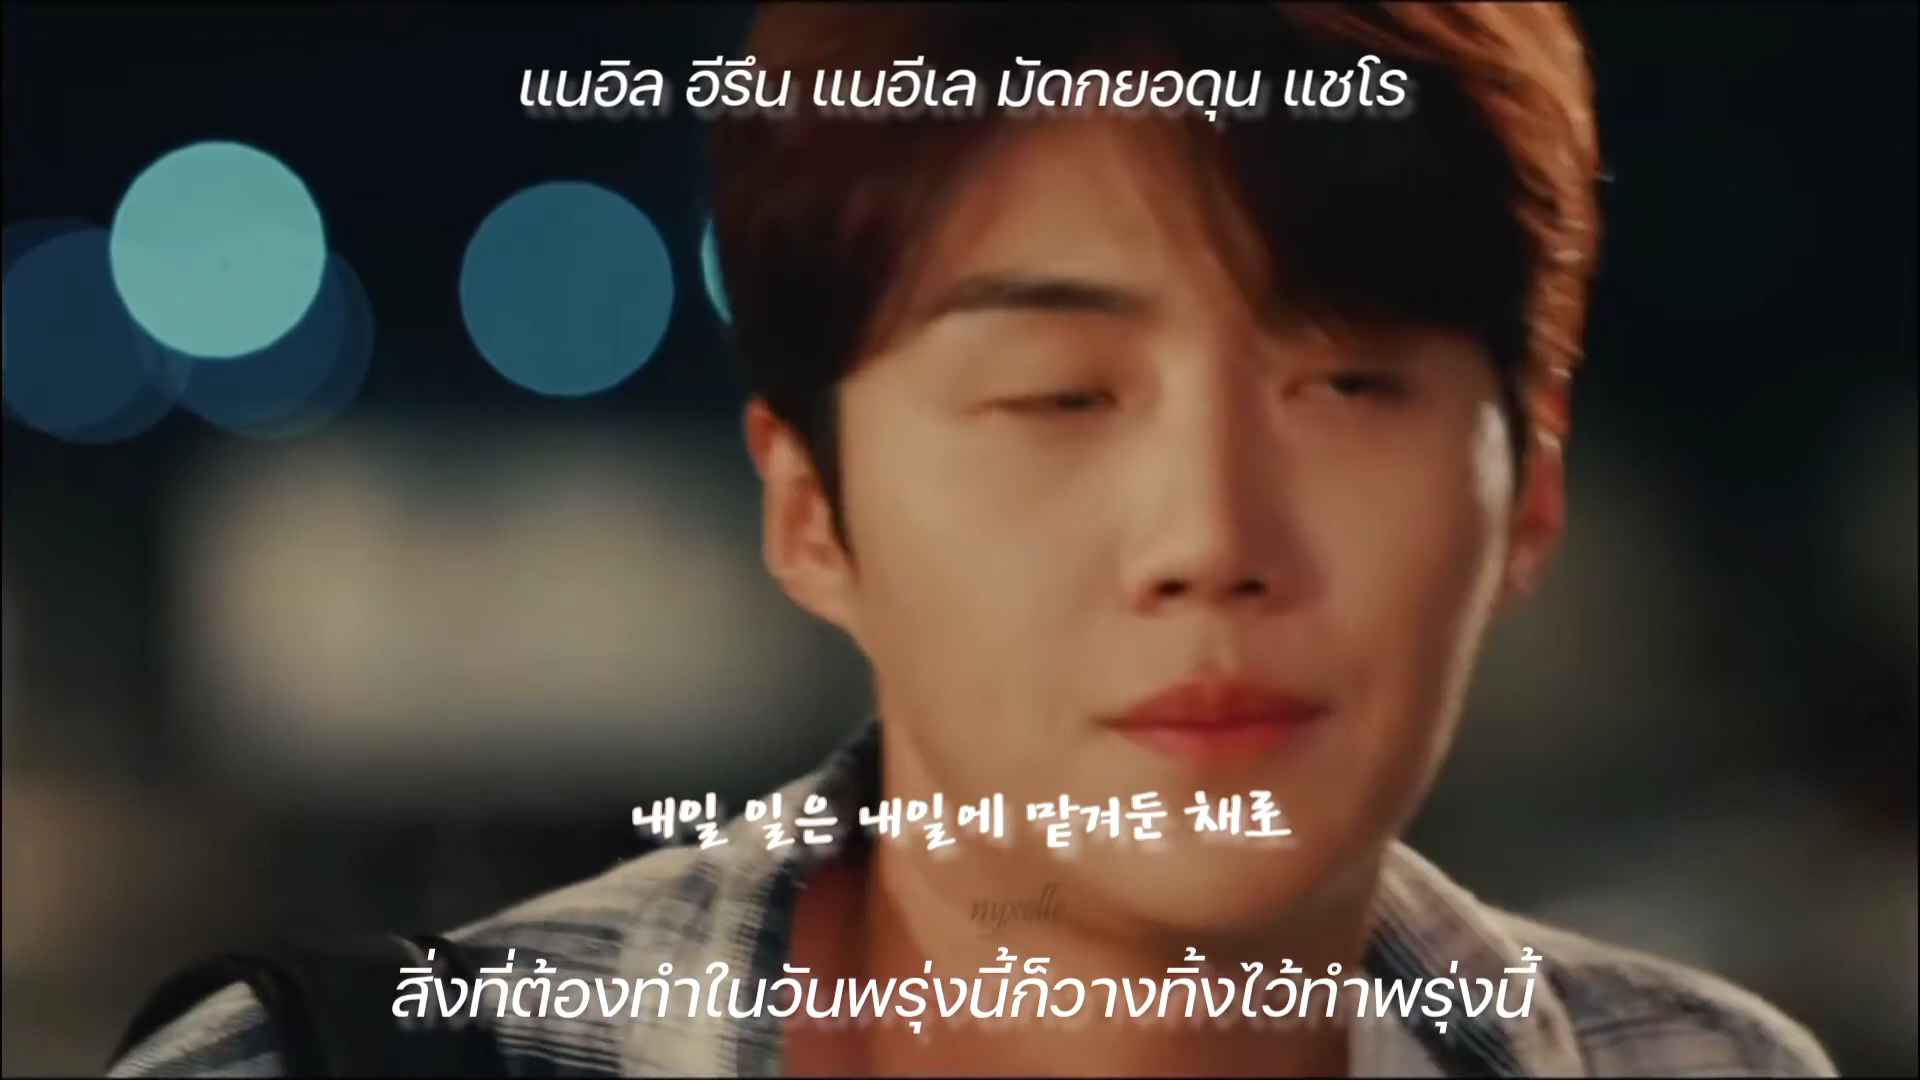 แนอิล อีรึน แนอีเล มัดกยอดุน แชโร
내일 일은 내일에 맡겨둔 채로
nyxelle
สิ่งที่ต้องทำในวันพรุ่งนี้ก็วางทิ้งไว้ทำพรุ่งนี้